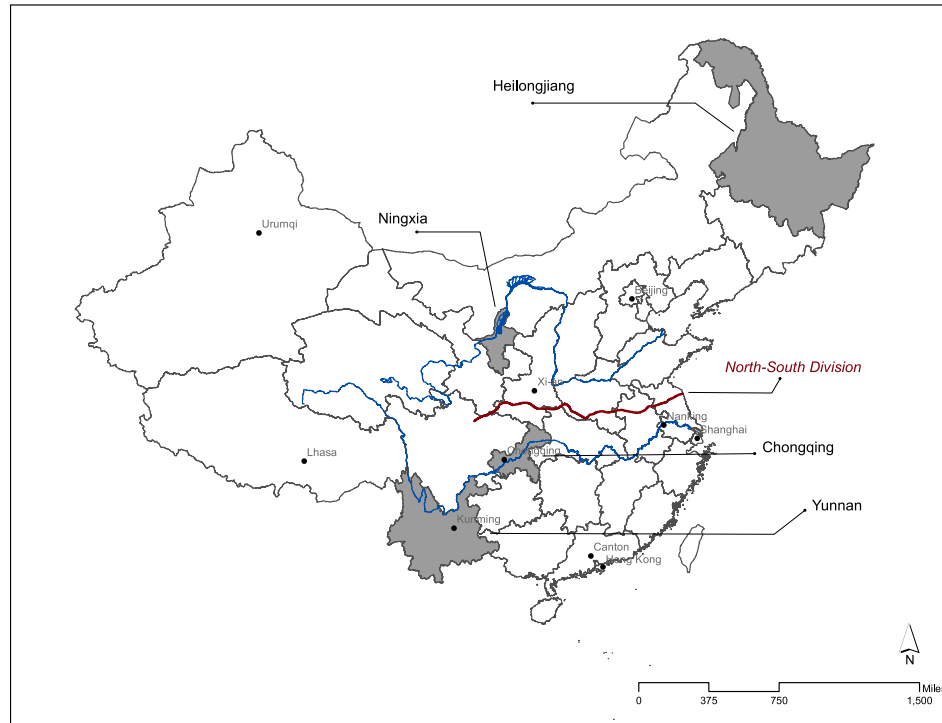 Heilongjiang
Ningxia
Urumqi
Beijing
North-South Division
Xi-an
Nanking
Shanghai
Chongqing
Chongqing
Lhasa
Yunnan
Kunming
Canton
Hong Kong
N
Miles
0 375 750 1,500